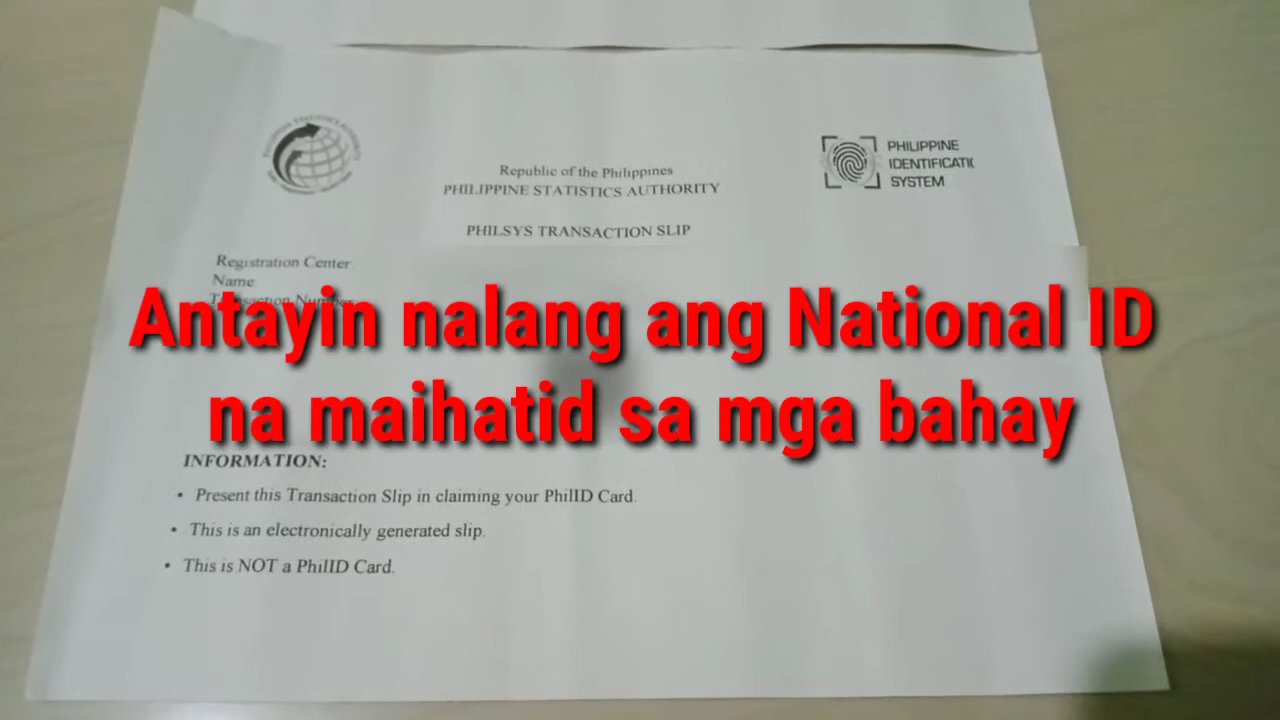 Republic of the Philippines
PHILIPPINE STATISTICS AUTHORITY
PHILIPPINE
IDENTIFICATI
SYSTEM
PHILSYS TRANSACTION SLIP
Registration Center
Name
Transaction Number
Antayin nalang ang National ID
na maihatid sa mga bahay
INFORMATION:
• Present this Transaction Slip in claiming your PhilID Card.
• This is an electronically generated slip.
• This is NOT a PhilID Card.